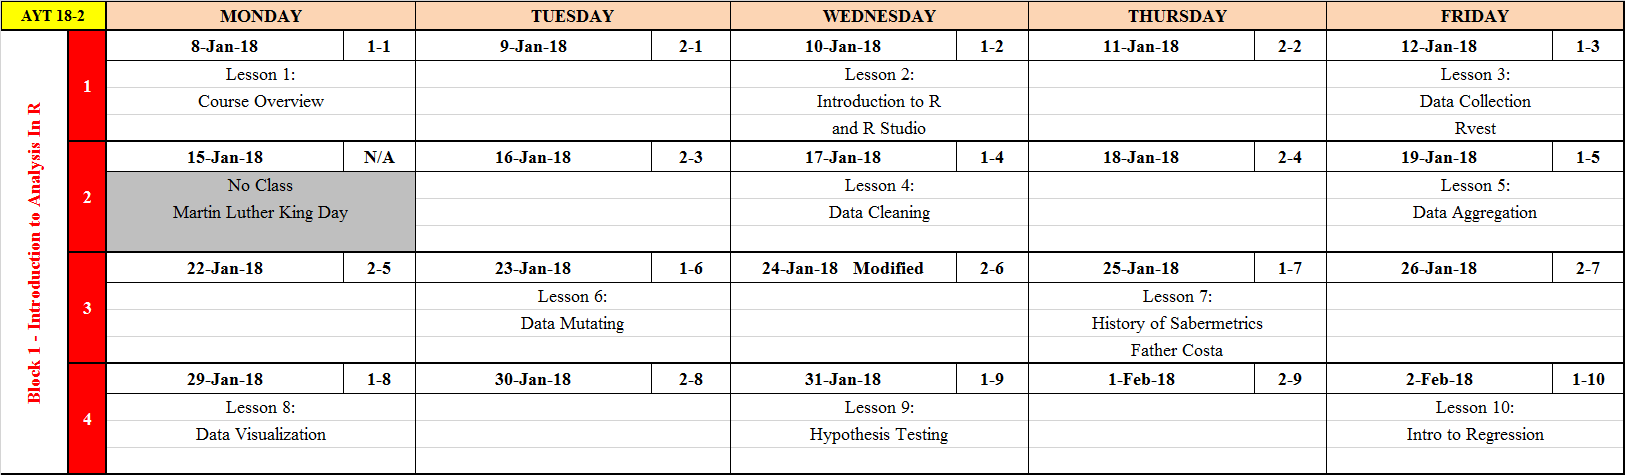 AYT 18-2 MONDAY TUESDAY WEDNESDAY THURSDAY FRIDAY
Block 1 - Introduction to Analysis In R
1
8-Jan-18 1-1 9-Jan-18 2-1 10-Jan-18 1-2 11-Jan-18 2-2 12-Jan-18 1-3
Lesson 1: Lesson 2: Lesson 3:
Course Overview Introduction to R Data Collection
and R Studio Rvest
2
15-Jan-18 N/A 16-Jan-18 2-3 17-Jan-18 1-4 18-Jan-18 2-4 19-Jan-18 1-5
No Class Lesson 4: Lesson 5:
Martin Luther King Day Data Cleaning Data Aggregation
3
22-Jan-18 2-5 23-Jan-18 1-6 24-Jan-18 Modified 2-6 25-Jan-18 1-7 26-Jan-18 2-7
Lesson 6: Lesson 7:
Data Mutating History of Sabermetrics
Father Costa
4
29-Jan-18 1-8 30-Jan-18 2-8 31-Jan-18 1-9 1-Feb-18 2-9 2-Feb-18 1-10
Lesson 8: Lesson 9: Lesson 10:
Data Visualization Hypothesis Testing Intro to Regression